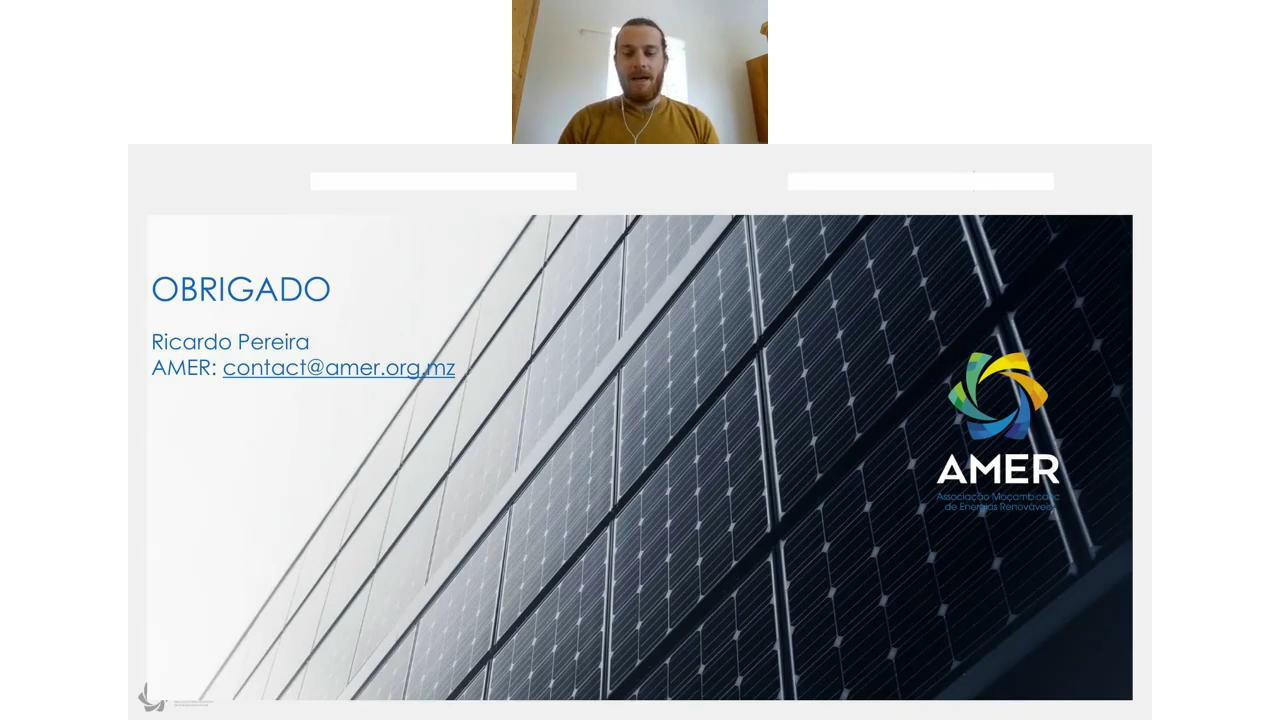 OBRIGADO
Ricardo Pereira
AMER: contact@amer.org.mz
AMER
Associação Moçambicana
de Energias Renováveis